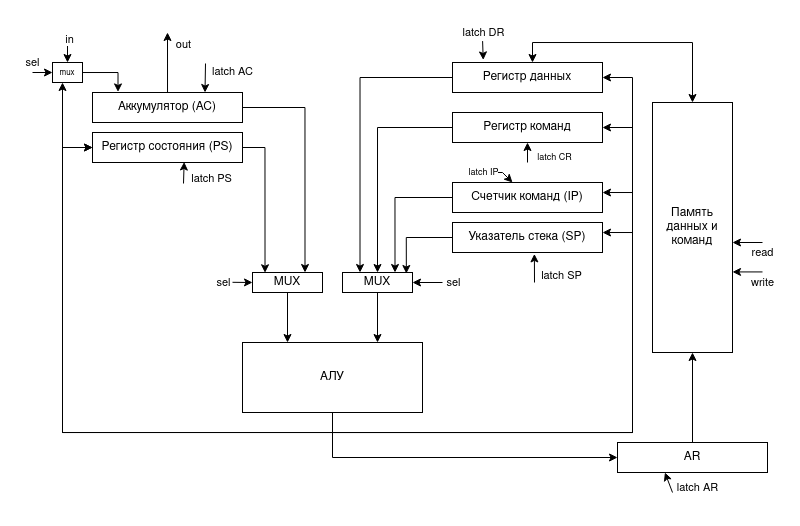 in
sel
mux
out
latch AC
Аккумулятор (AC)
Регистр состояния (PS)
latch PS
latch DR
Регистр данных
Регистр команд
latch CR
latch IP
Счетчик команд (IP)
Указатель стека (SP)
latch SP
Память
данных и
команд
read
write
sel
MUX
MUX
sel
АЛУ
AR
latch AR